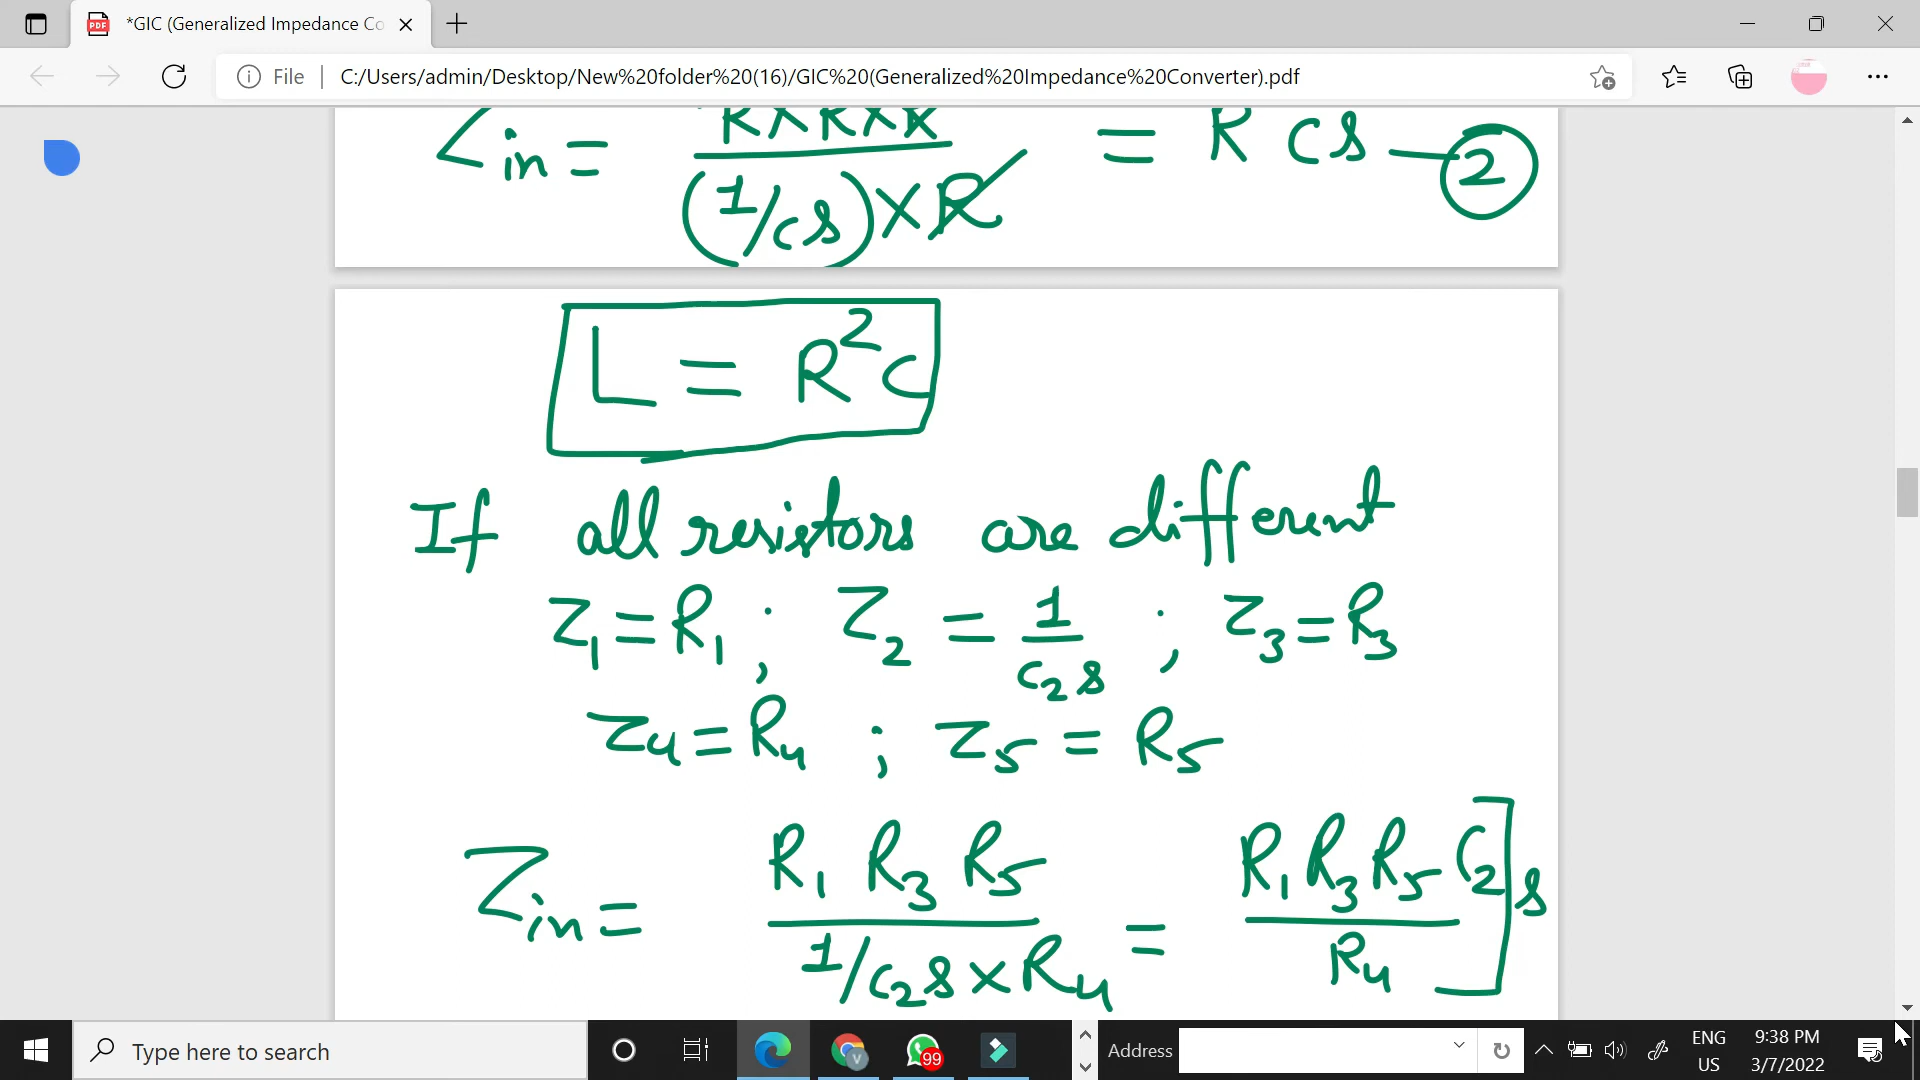 *GIC (Generalized Impedance Co
File | C:/Users/admin/Desktop/New%20folder%20(16)/GIC%20(Generalized%20Impedance%20Converter).pdf
Zin = R×R×R / (1/cs)×R = R cs — 2
L = R²C
If all resistors are different
Z1 = R1 ; Z2 = 1/C2s ; Z3 = R3
Z4 = R4 ; Z5 = R5
Zin = R1 R3 R5 / 1/C2s × R4 = R1 R3 R5 C2 / R4 ] s
Type here to search
99
Address
ENG
US
9:38 PM
3/7/2022